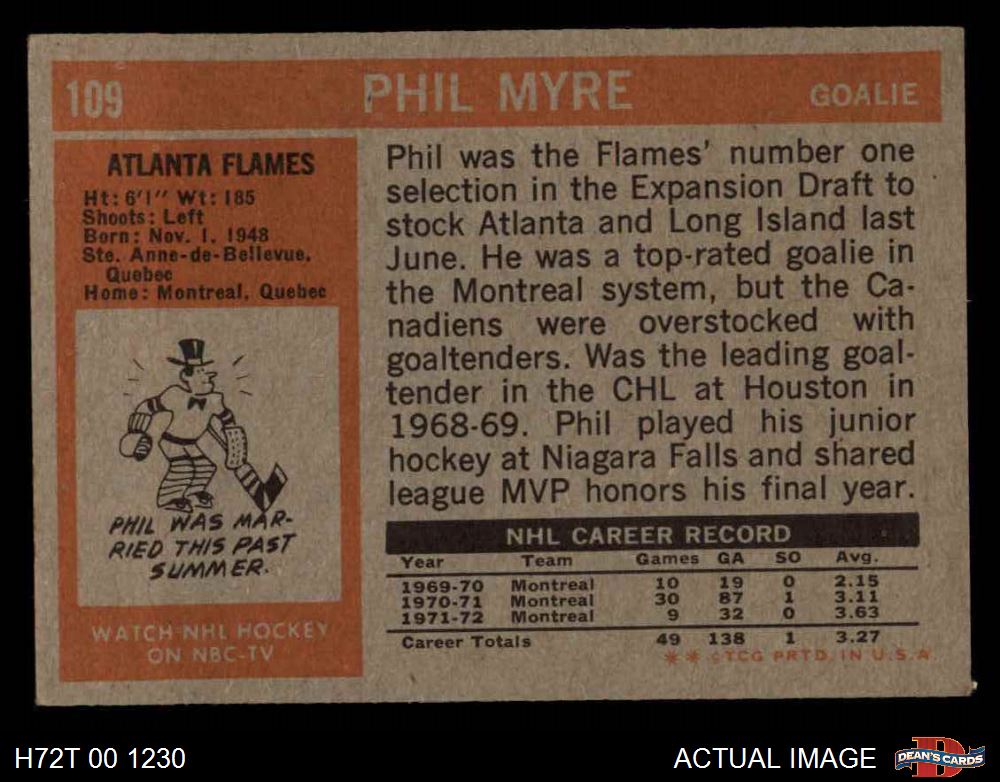 109 PHIL MYRE GOALIE
ATLANTA FLAMES
Ht: 6'1" Wt: 185
Shoots: Left
Born: Nov. 1, 1948
Ste. Anne-de-Bellevue,
Quebec
Home: Montreal, Quebec
PHIL WAS MAR-
RIED THIS PAST
SUMMER.
WATCH NHL HOCKEY
ON NBC-TV
Phil was the Flames' number one
selection in the Expansion Draft to
stock Atlanta and Long Island last
June. He was a top-rated goalie in
the Montreal system, but the Ca-
nadiens were overstocked with
goaltenders. Was the leading goal-
tender in the CHL at Houston in
1968-69. Phil played his junior
hockey at Niagara Falls and shared
league MVP honors his final year.
NHL CAREER RECORD
Year Team Games GA SO Avg.
1969-70 Montreal 10 19 0 2.15
1970-71 Montreal 30 87 1 3.11
1971-72 Montreal 9 32 0 3.63
Career Totals 49 138 1 3.27
** ©TCG PRTD. IN U.S.A.
H72T 00 1230
ACTUAL IMAGE
D
DEAN'S CARDS